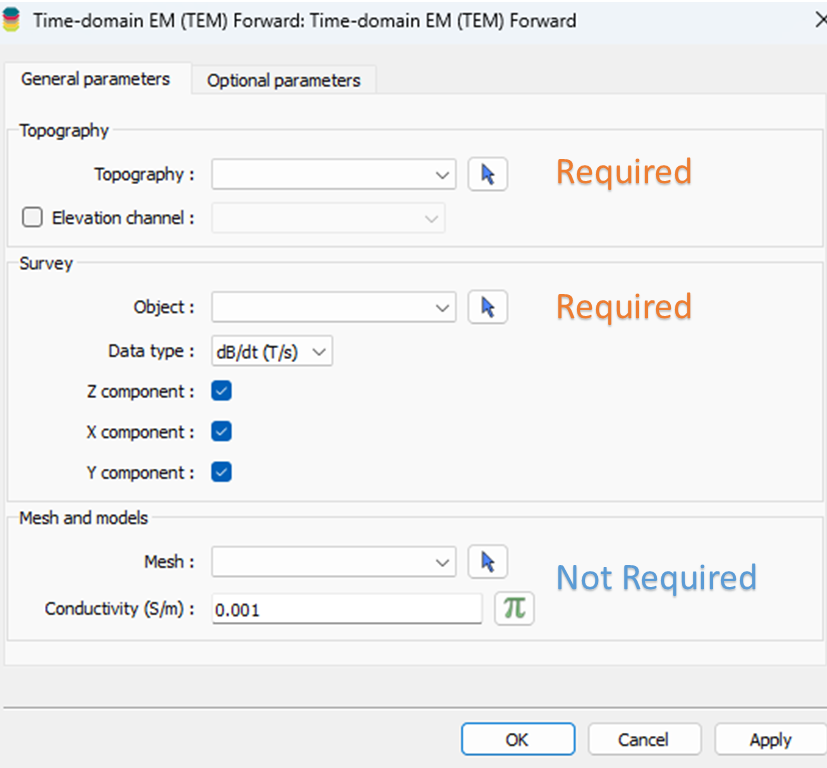 Time-domain EM (TEM) Forward: Time-domain EM (TEM) Forward
General parameters Optional parameters
Topography
Topography : Required
Elevation channel :
Survey
Object : Required
Data type : dB/dt (T/s)
Z component :
X component :
Y component :
Mesh and models
Mesh :
Not Required
Conductivity (S/m) : 0.001 π
OK Cancel Apply